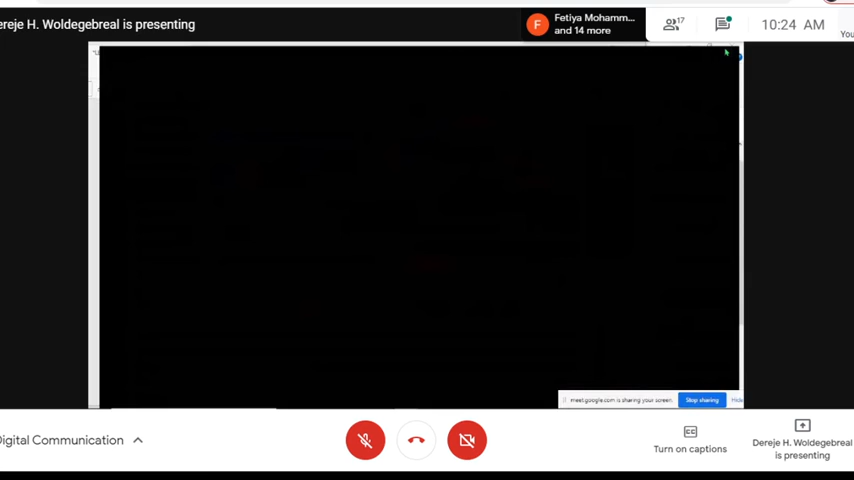 ereje H. Woldegebreal is presenting
F
Fetiya Mohamm...
and 14 more
17
10:24 AM
You
meet.google.com is sharing your screen.
Stop sharing
Hide
igital Communication
Turn on captions
Dereje H. Woldegebreal
is presenting